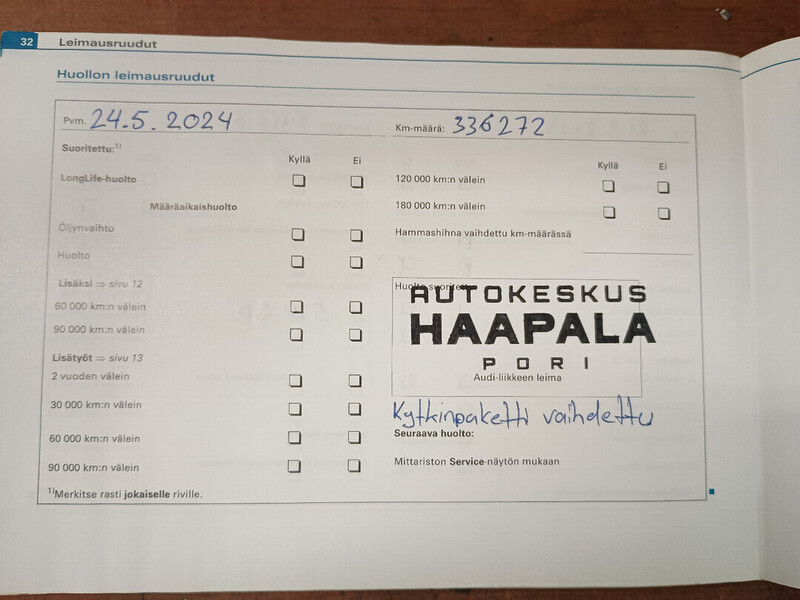 32 Leimausruudut
Huollon leimausruudut
Pvm. 24.5.2024
Km-määrä: 336272
Suoritettu:1)
Kyllä Ei
LongLife-huolto
Määräaikaishuolto
Öljynvaihto
Huolto
Lisäksi ⇒ sivu 12
60 000 km:n välein
90 000 km:n välein
Lisätyöt ⇒ sivu 13
2 vuoden välein
30 000 km:n välein
60 000 km:n välein
90 000 km:n välein
1)Merkitse rasti jokaiselle riville.
Kyllä Ei
120 000 km:n välein
180 000 km:n välein
Hammashihna vaihdettu km-määrässä
AUTOKESKUS
HAAPALA
PORI
Audi-liikkeen leima
Kytkinpaketti vaihdettu
Seuraava huolto:
Mittariston Service-näytön mukaan